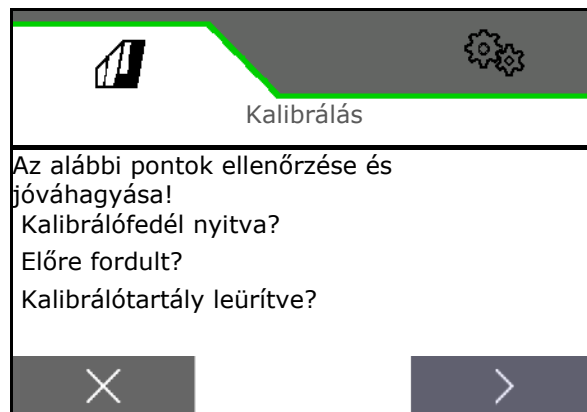 Kalibrálás
Az alábbi pontok ellenőrzése és
jóváhagyása!
Kalibrálófedél nyitva?
Előre fordult?
Kalibrálótartály leürítve?